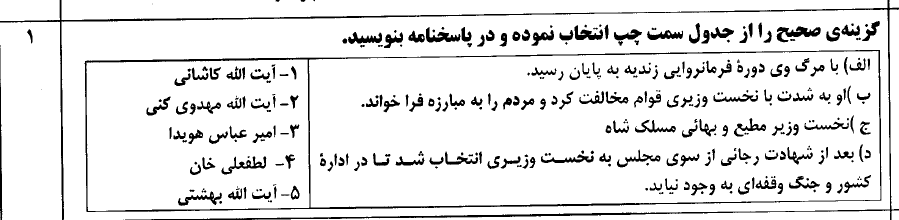 گزینه‌ی صحیح را از جدول سمت چپ انتخاب نموده و در پاسخنامه بنویسید.
۱
الف) با مرگ وی دورهٔ فرمانروایی زندیه به پایان رسید.
ب )او به شدت با نخست وزیری قوام مخالفت کرد و مردم را به مبارزه فرا خواند.
ج )نخست وزیر مطیع و بهائی مسلک شاه
د) بعد از شهادت رجانی از سوی مجلس به نخست وزیری انتخاب شد تا در ادارهٔ
کشور و جنگ وقفه‌ای به وجود نیاید.
۱- آیت الله کاشانی
۲- آیت الله مهدوی کنی
۳- امیر عباس هویدا
۴- لطفعلی خان
۵- آیت الله بهشتی